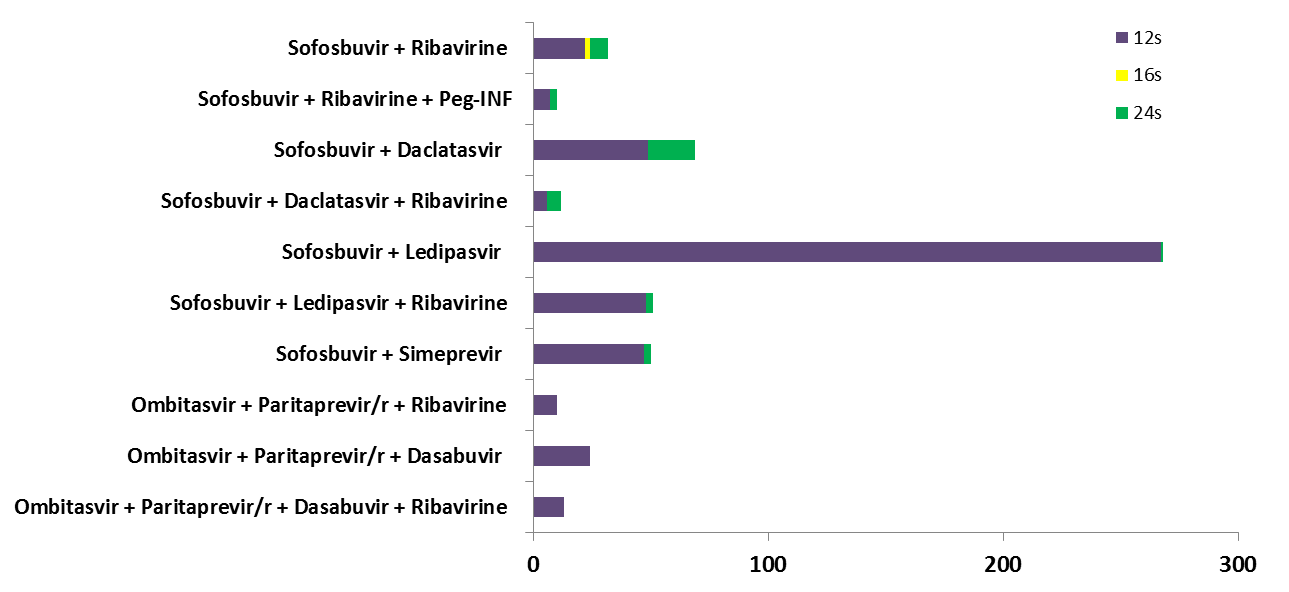 Sofosbuvir + Ribavirine
Sofosbuvir + Ribavirine + Peg-INF
Sofosbuvir + Daclatasvir
Sofosbuvir + Daclatasvir + Ribavirine
Sofosbuvir + Ledipasvir
Sofosbuvir + Ledipasvir + Ribavirine
Sofosbuvir + Simeprevir
Ombitasvir + Paritaprevir/r + Ribavirine
Ombitasvir + Paritaprevir/r + Dasabuvir
Ombitasvir + Paritaprevir/r + Dasabuvir + Ribavirine
0 100 200 300
12s
16s
24s